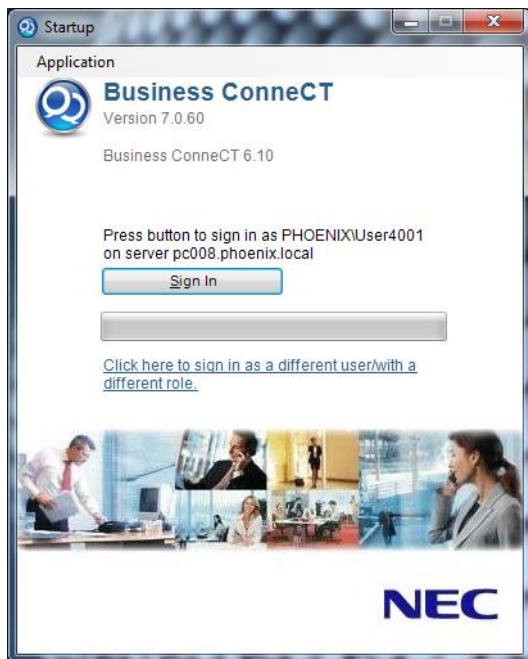 Startup
Application
Business ConneCT
Version 7.0.60
Business ConneCT 6.10
Press button to sign in as PHOENIX\User4001
on server pc008.phoenix.local
Sign In
Click here to sign in as a different user/with a
different role.
NEC